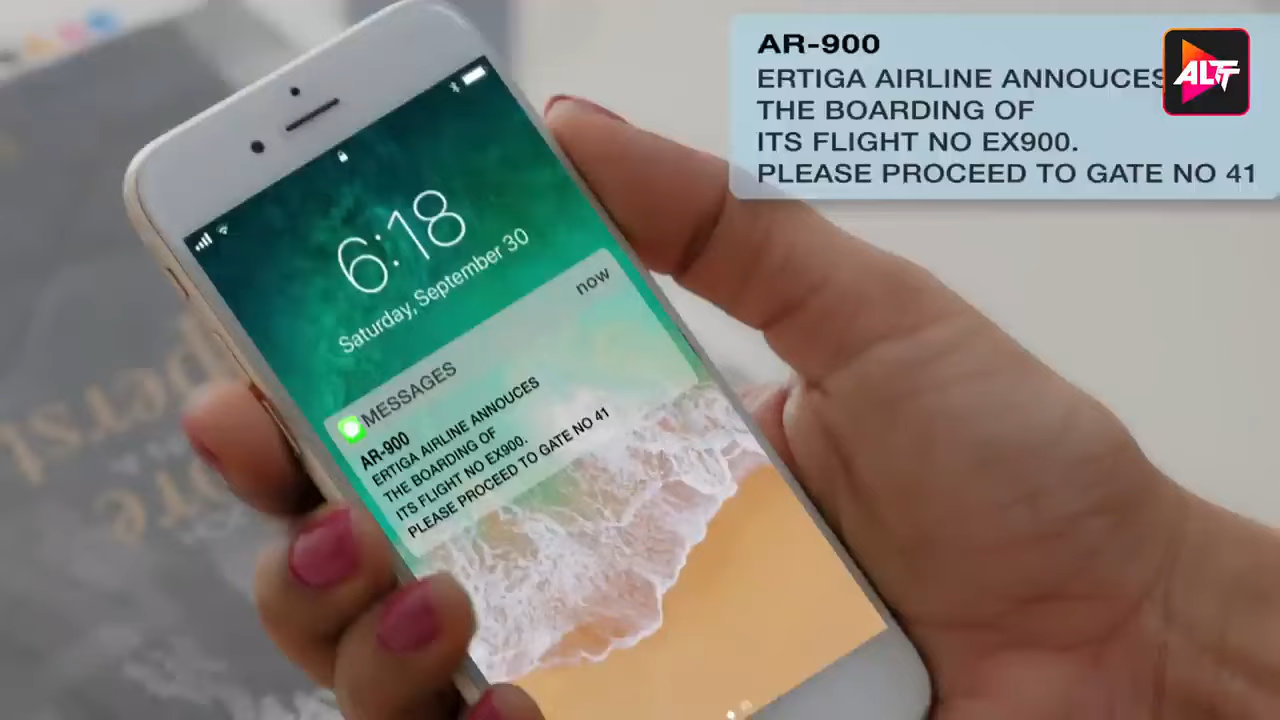 AR-900
ERTIGA AIRLINE ANNOUCES
THE BOARDING OF
ITS FLIGHT NO EX900.
PLEASE PROCEED TO GATE NO 41
ALTT
6:18
Saturday, September 30
now
MESSAGES
AR-900
ERTIGA AIRLINE ANNOUCES
THE BOARDING OF
ITS FLIGHT NO EX900.
PLEASE PROCEED TO GATE NO 41